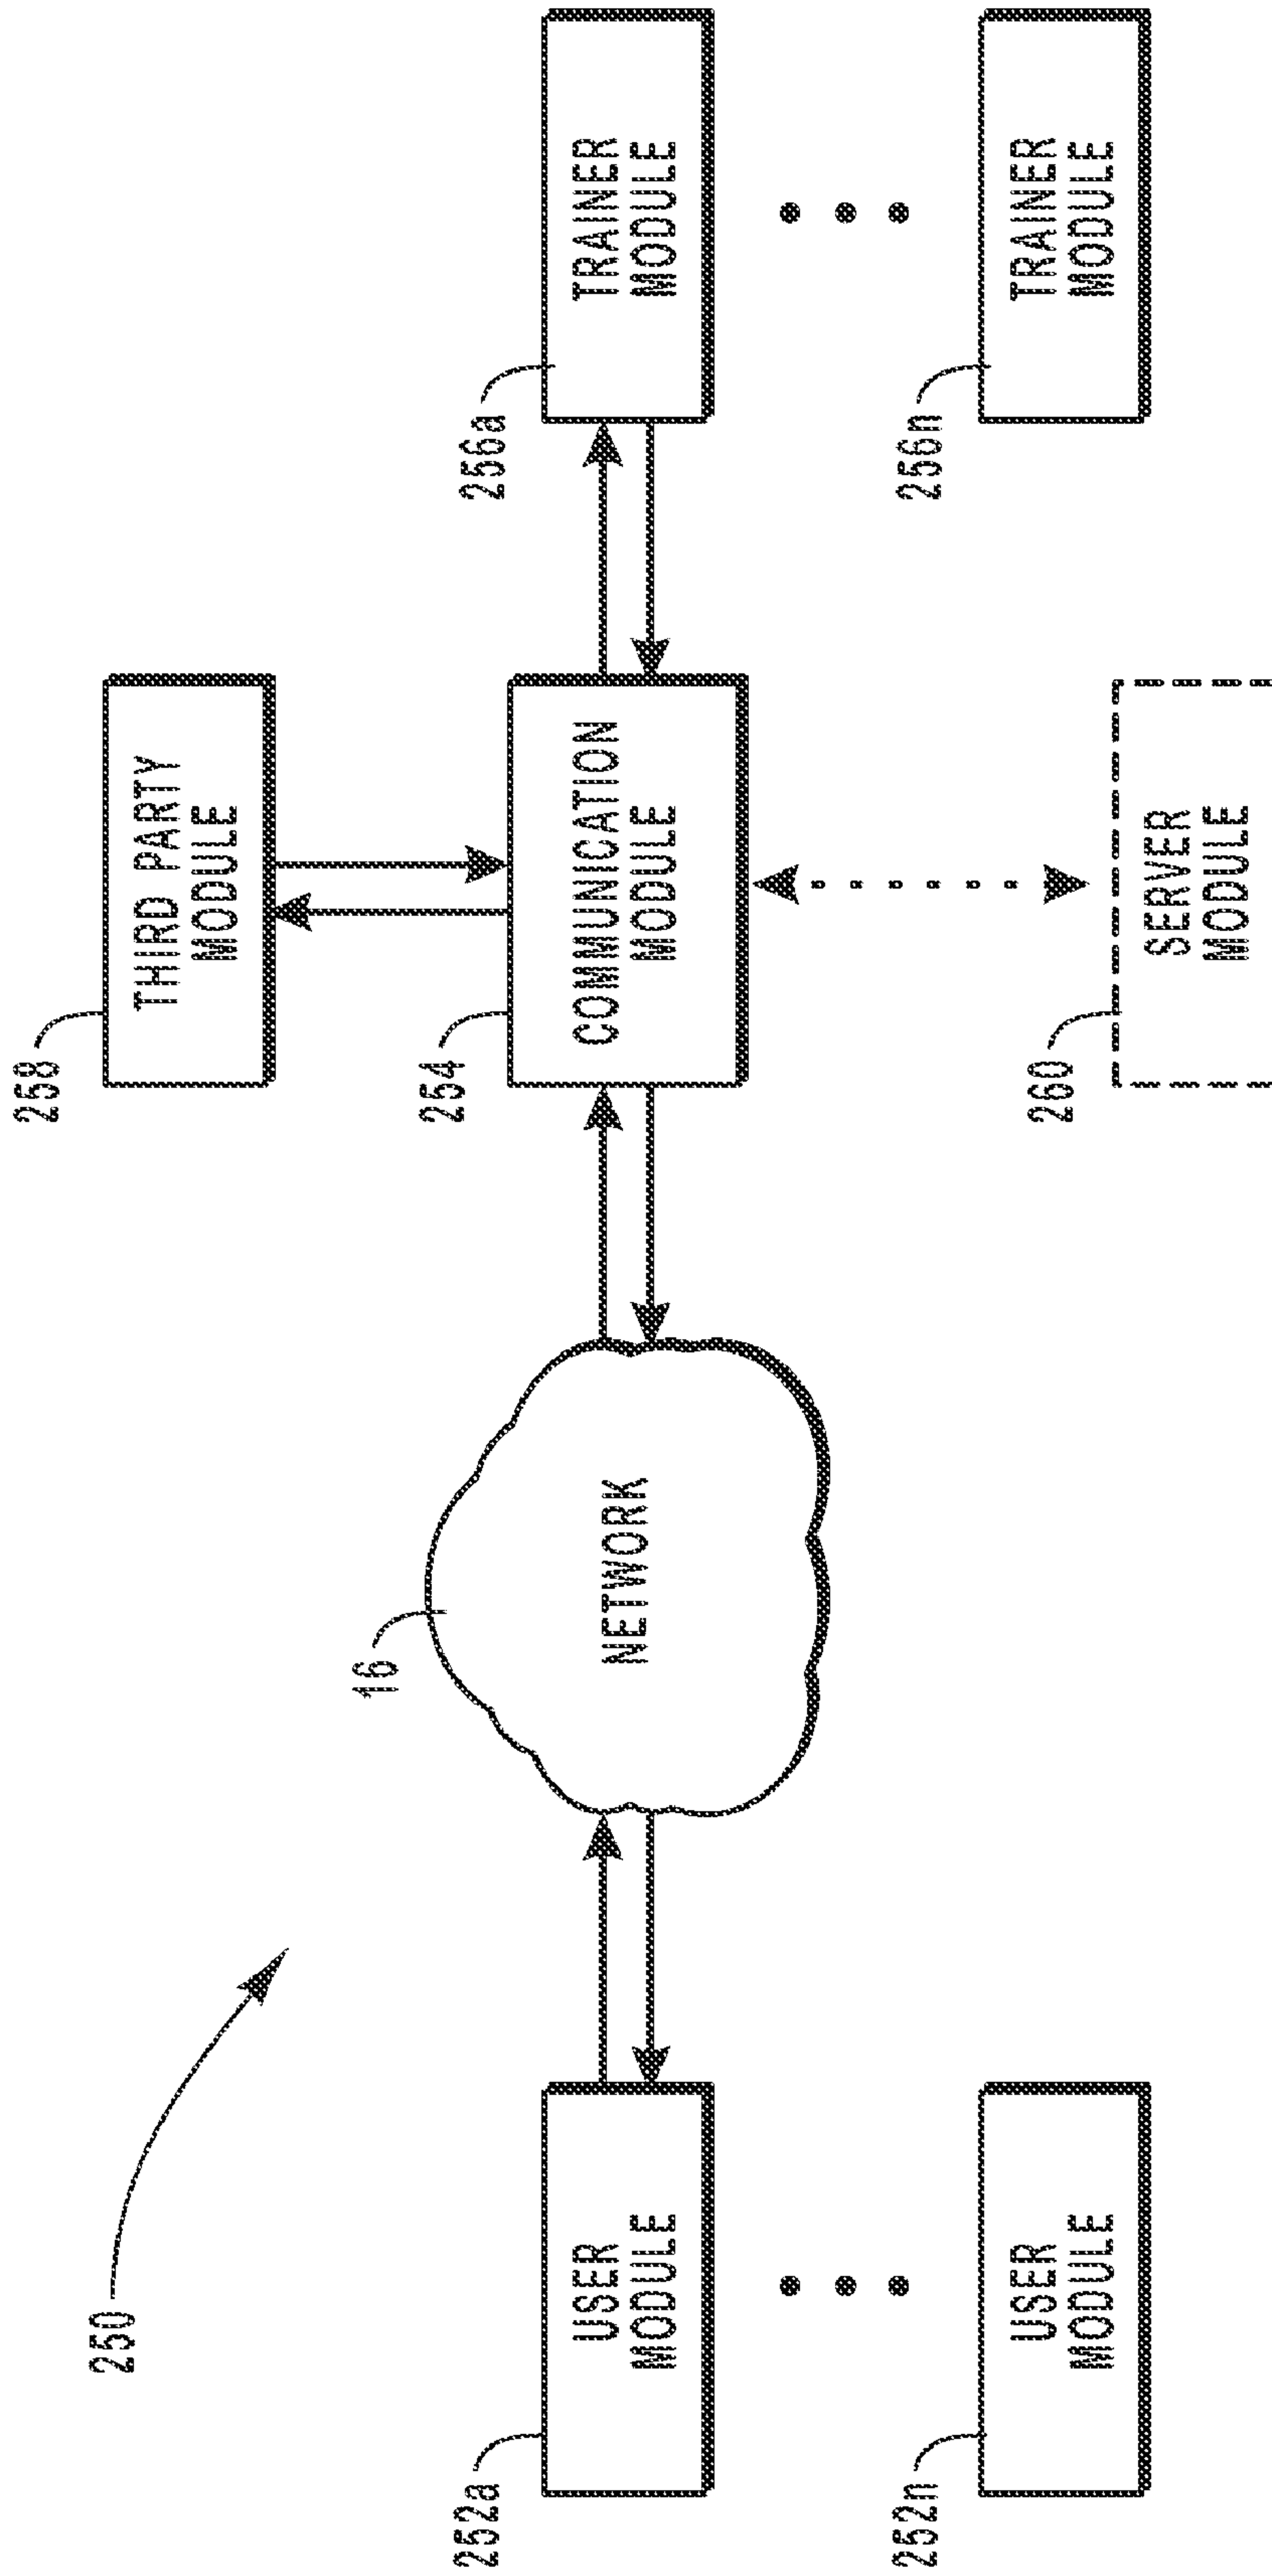 250
252a
USER
MODULE
252n
USER
MODULE
16
NETWORK
258
THIRD PARTY
MODULE
254
COMMUNICATION
MODULE
260
SERVER
MODULE
256a
TRAINER
MODULE
256n
TRAINER
MODULE